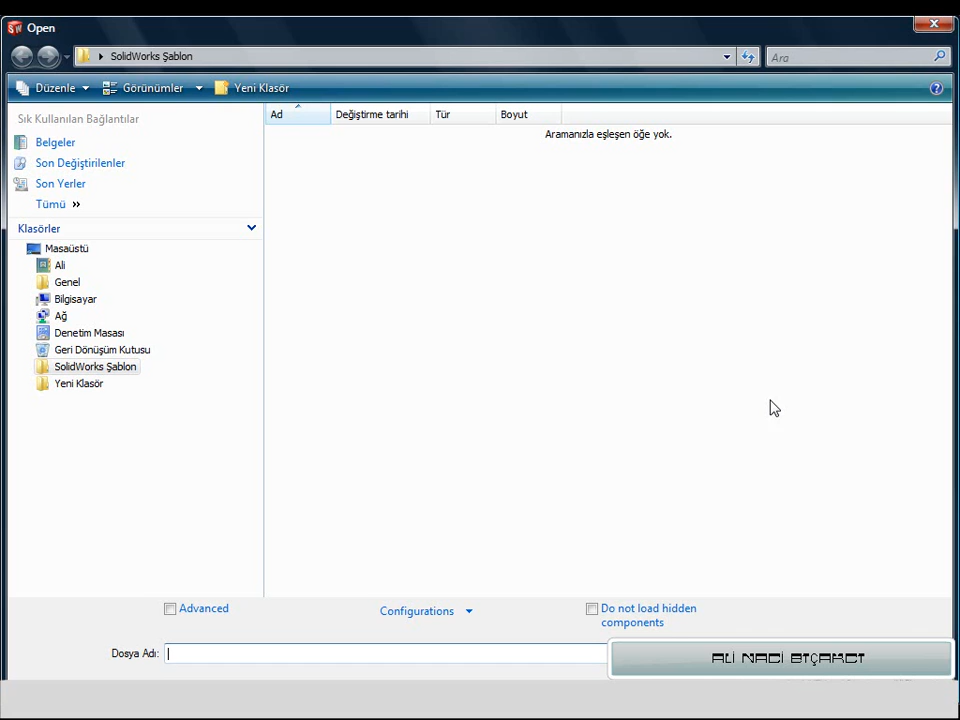 Open
SolidWorks Şablon
Ara
Düzenle
Görünümler
Yeni Klasör
Sık Kullanılan Bağlantılar
Belgeler
Son Değiştirilenler
Son Yerler
Tümü »
Klasörler
Masaüstü
Ali
Genel
Bilgisayar
Ağ
Denetim Masası
Geri Dönüşüm Kutusu
SolidWorks Şablon
Yeni Klasör
Ad
Değiştirme tarihi
Tür
Boyut
Aramanızla eşleşen öğe yok.
Advanced
Configurations
Do not load hidden
components
Dosya Adı:
ALİ NACİ